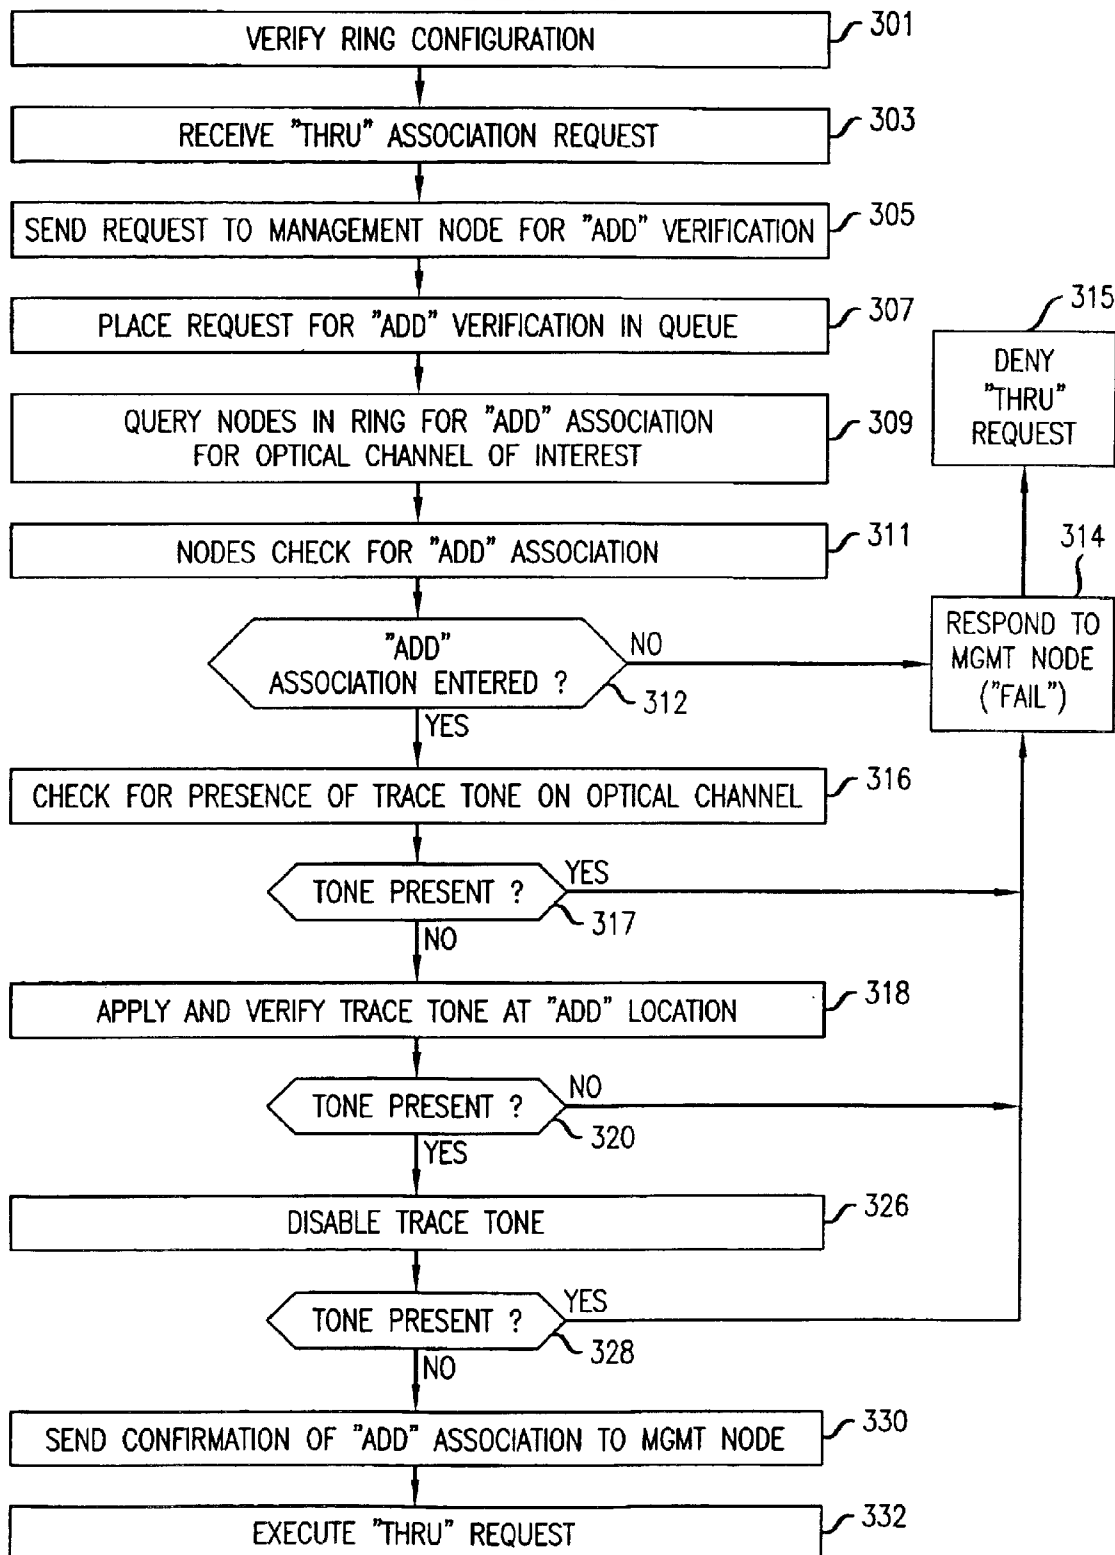 VERIFY RING CONFIGURATION
301
RECEIVE "THRU" ASSOCIATION REQUEST
303
SEND REQUEST TO MANAGEMENT NODE FOR "ADD" VERIFICATION
305
PLACE REQUEST FOR "ADD" VERIFICATION IN QUEUE
307
315
DENY
"THRU"
REQUEST
QUERY NODES IN RING FOR "ADD" ASSOCIATION
FOR OPTICAL CHANNEL OF INTEREST
309
NODES CHECK FOR "ADD" ASSOCIATION
311
314
RESPOND TO
MGMT NODE
("FAIL")
"ADD"
ASSOCIATION ENTERED ?
NO
312
YES
CHECK FOR PRESENCE OF TRACE TONE ON OPTICAL CHANNEL
316
TONE PRESENT ?
YES
317
NO
APPLY AND VERIFY TRACE TONE AT "ADD" LOCATION
318
TONE PRESENT ?
NO
320
YES
DISABLE TRACE TONE
326
TONE PRESENT ?
YES
328
NO
SEND CONFIRMATION OF "ADD" ASSOCIATION TO MGMT NODE
330
EXECUTE "THRU" REQUEST
332